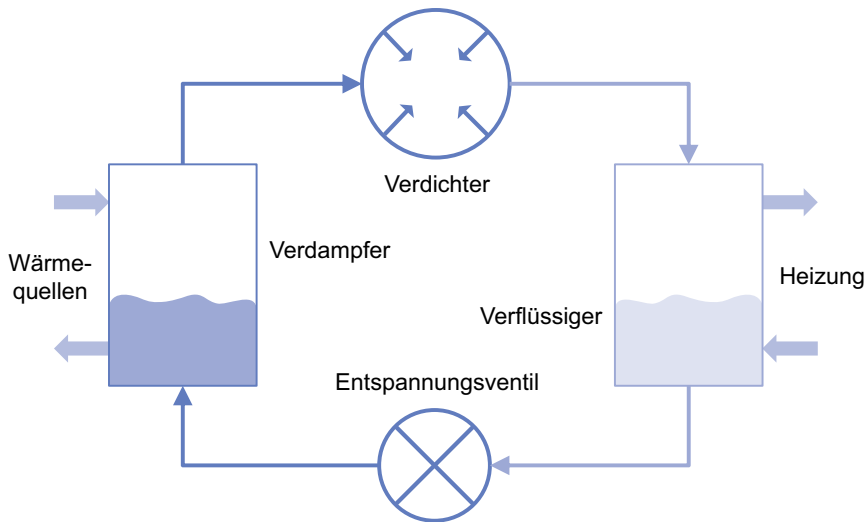 Verdichter
Wärme-
quellen
Verdampfer
Verflüssiger
Heizung
Entspannungsventil